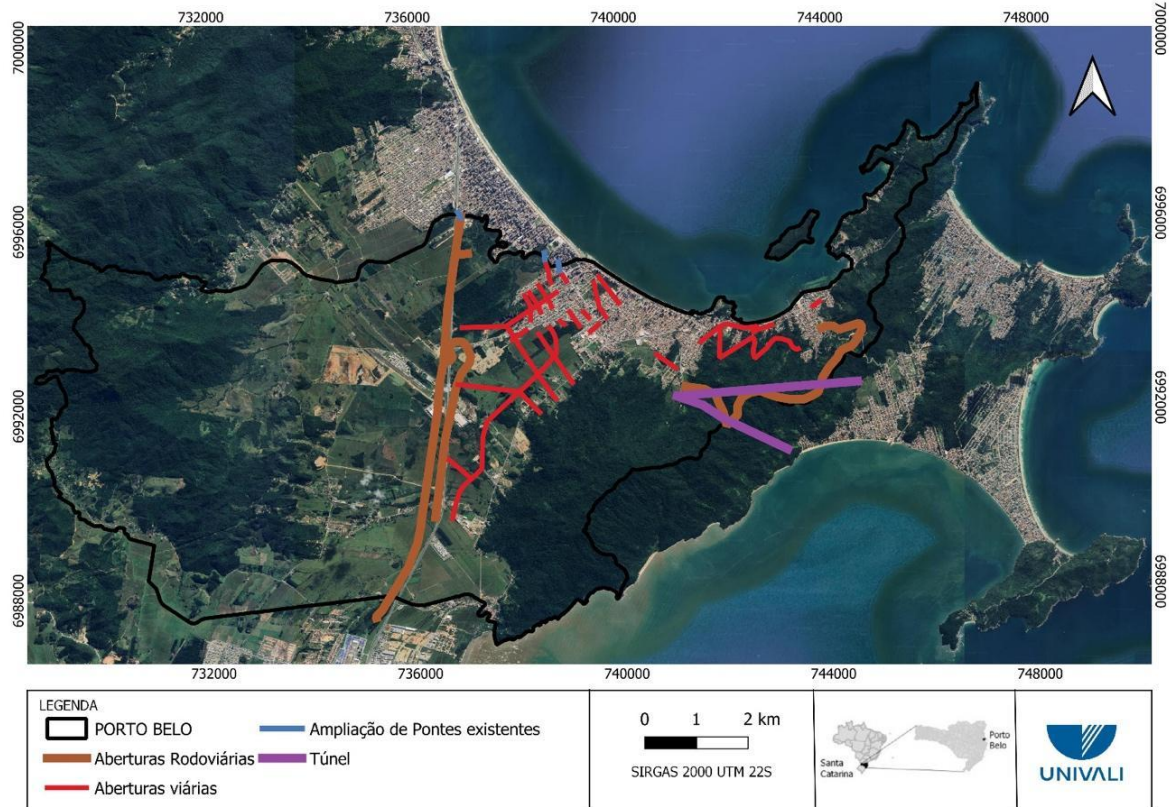 732000 736000 740000 744000 748000
7000000 7000000
6996000 6996000
6992000 6992000
6988000 6988000
732000 736000 740000 744000 748000
LEGENDA
PORTO BELO
Ampliação de Pontes existentes
Aberturas Rodoviárias
Túnel
Aberturas viárias
0 1 2 km
SIRGAS 2000 UTM 22S
Santa
Catarina
Porto
Belo
UNIVALI